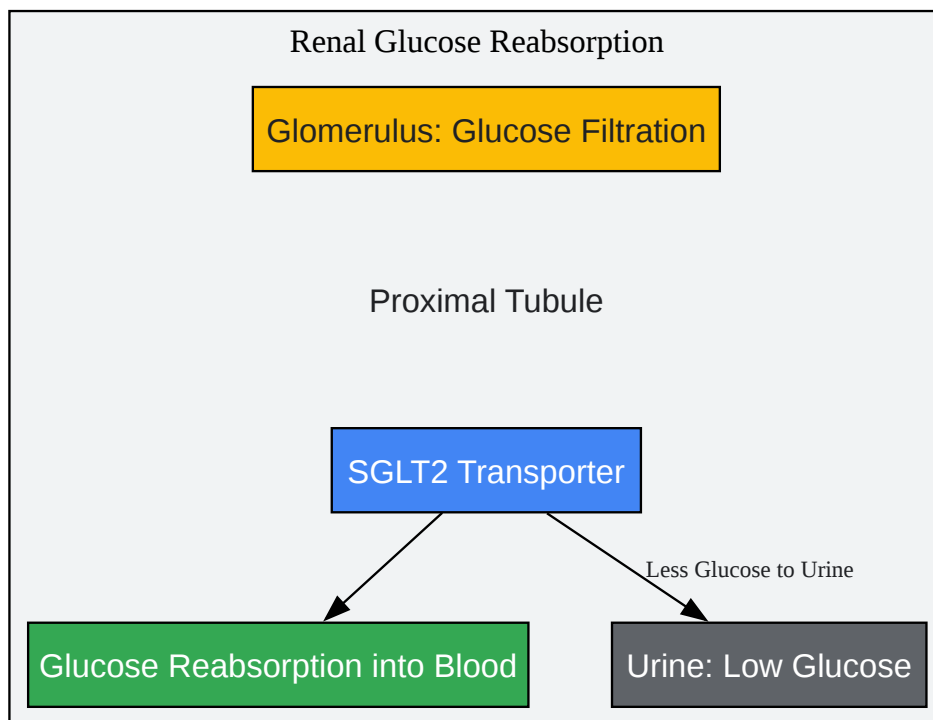 Renal Glucose Reabsorption
Glomerulus: Glucose Filtration
Proximal Tubule
SGLT2 Transporter
Less Glucose to Urine
Glucose Reabsorption into Blood
Urine: Low Glucose